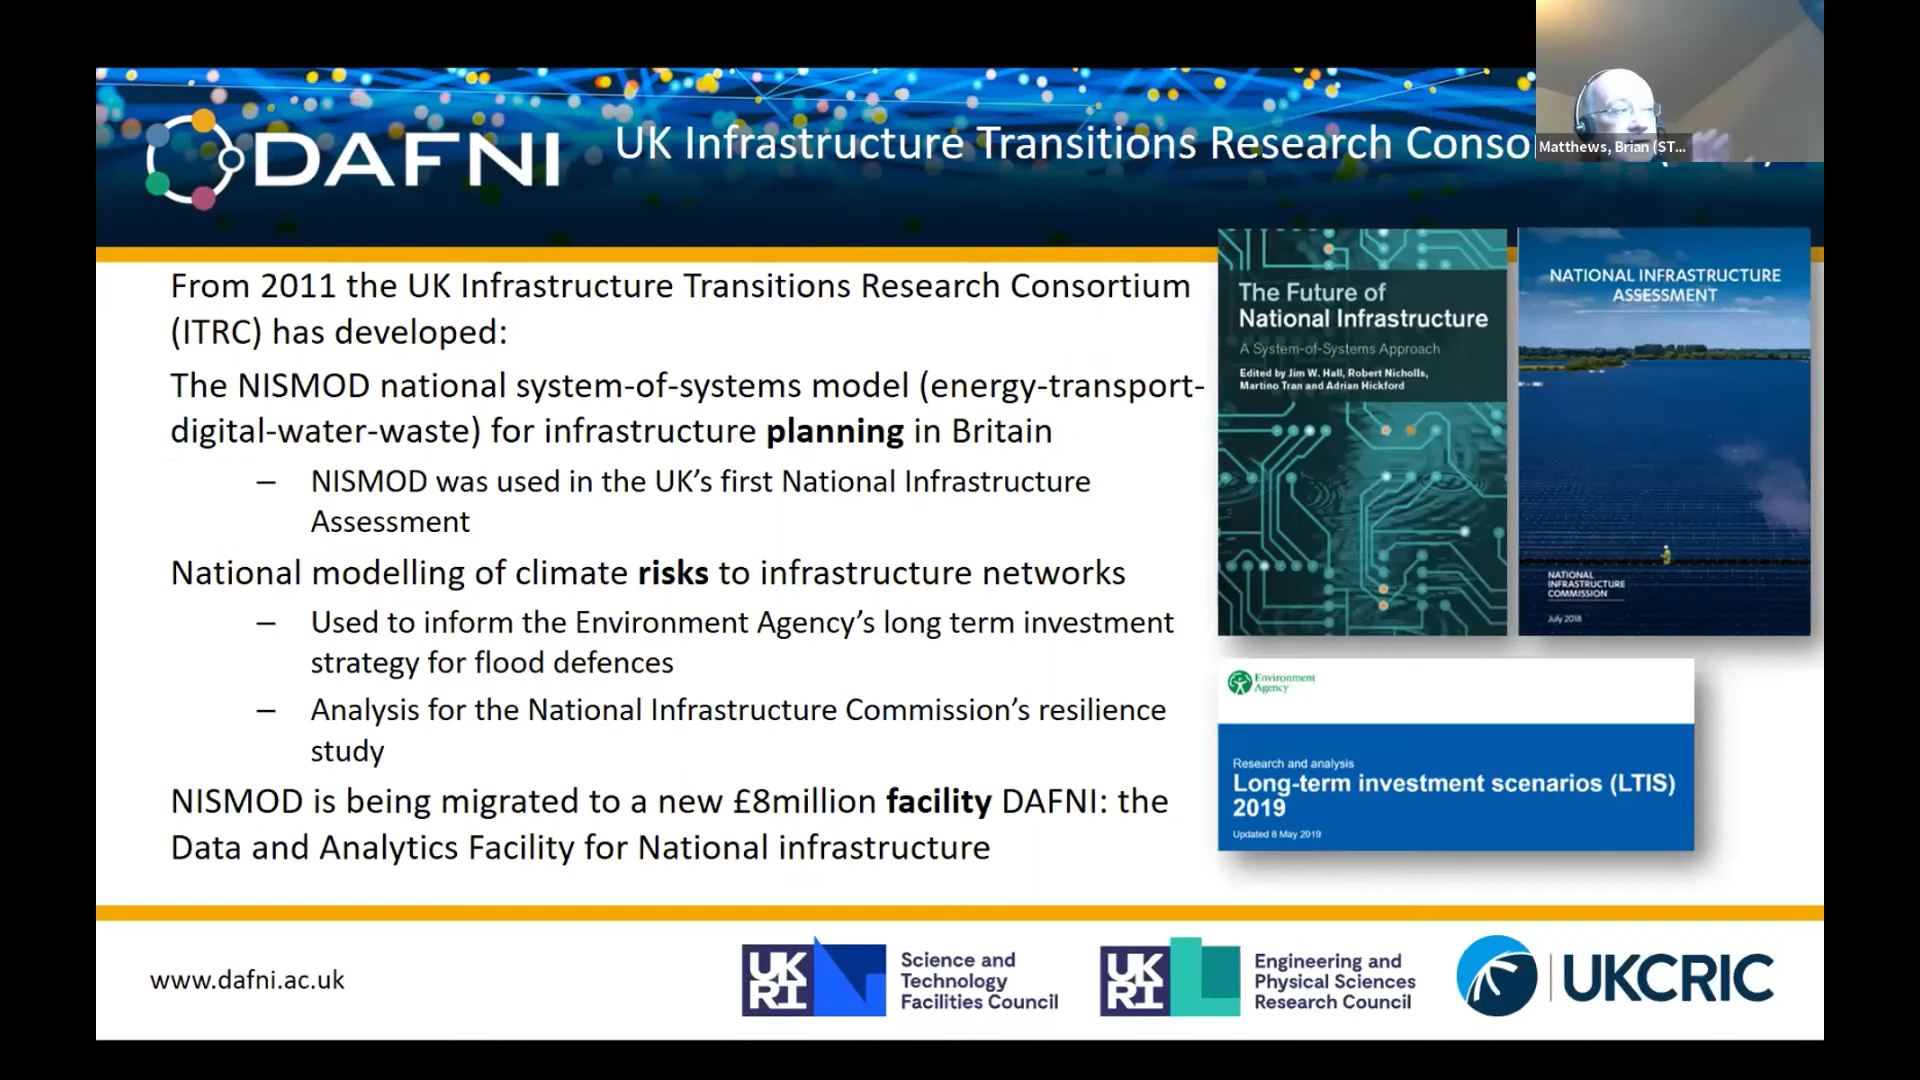 DAFNI
UK Infrastructure Transitions Research Conso
Matthews, Brian (ST...
From 2011 the UK Infrastructure Transitions Research Consortium
(ITRC) has developed:
The NISMOD national system-of-systems model (energy-transport-
digital-water-waste) for infrastructure planning in Britain
– NISMOD was used in the UK’s first National Infrastructure
Assessment
National modelling of climate risks to infrastructure networks
– Used to inform the Environment Agency’s long term investment
strategy for flood defences
– Analysis for the National Infrastructure Commission’s resilience
study
NISMOD is being migrated to a new £8million facility DAFNI: the
Data and Analytics Facility for National infrastructure
The Future of
National Infrastructure
A System-of-Systems Approach
Edited by Jim W. Hall, Robert Nicholls,
Martino Tran and Adrian Hickford
NATIONAL INFRASTRUCTURE
ASSESSMENT
NATIONAL
INFRASTRUCTURE
COMMISSION
July 2018
Environment
Agency
Research and analysis
Long-term investment scenarios (LTIS)
2019
Updated 8 May 2019
www.dafni.ac.uk
UK
RI
Science and
Technology
Facilities Council
UK
RI
Engineering and
Physical Sciences
Research Council
UKCRIC